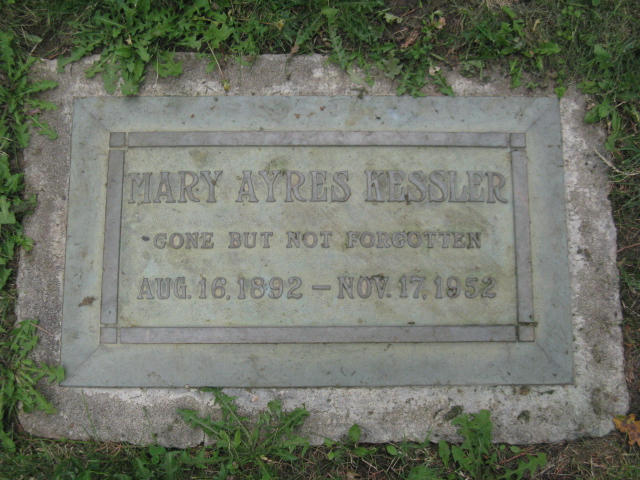 MARY AYRES KESSLER
GONE BUT NOT FORGOTTEN
AUG. 16, 1892 — NOV. 17, 1952